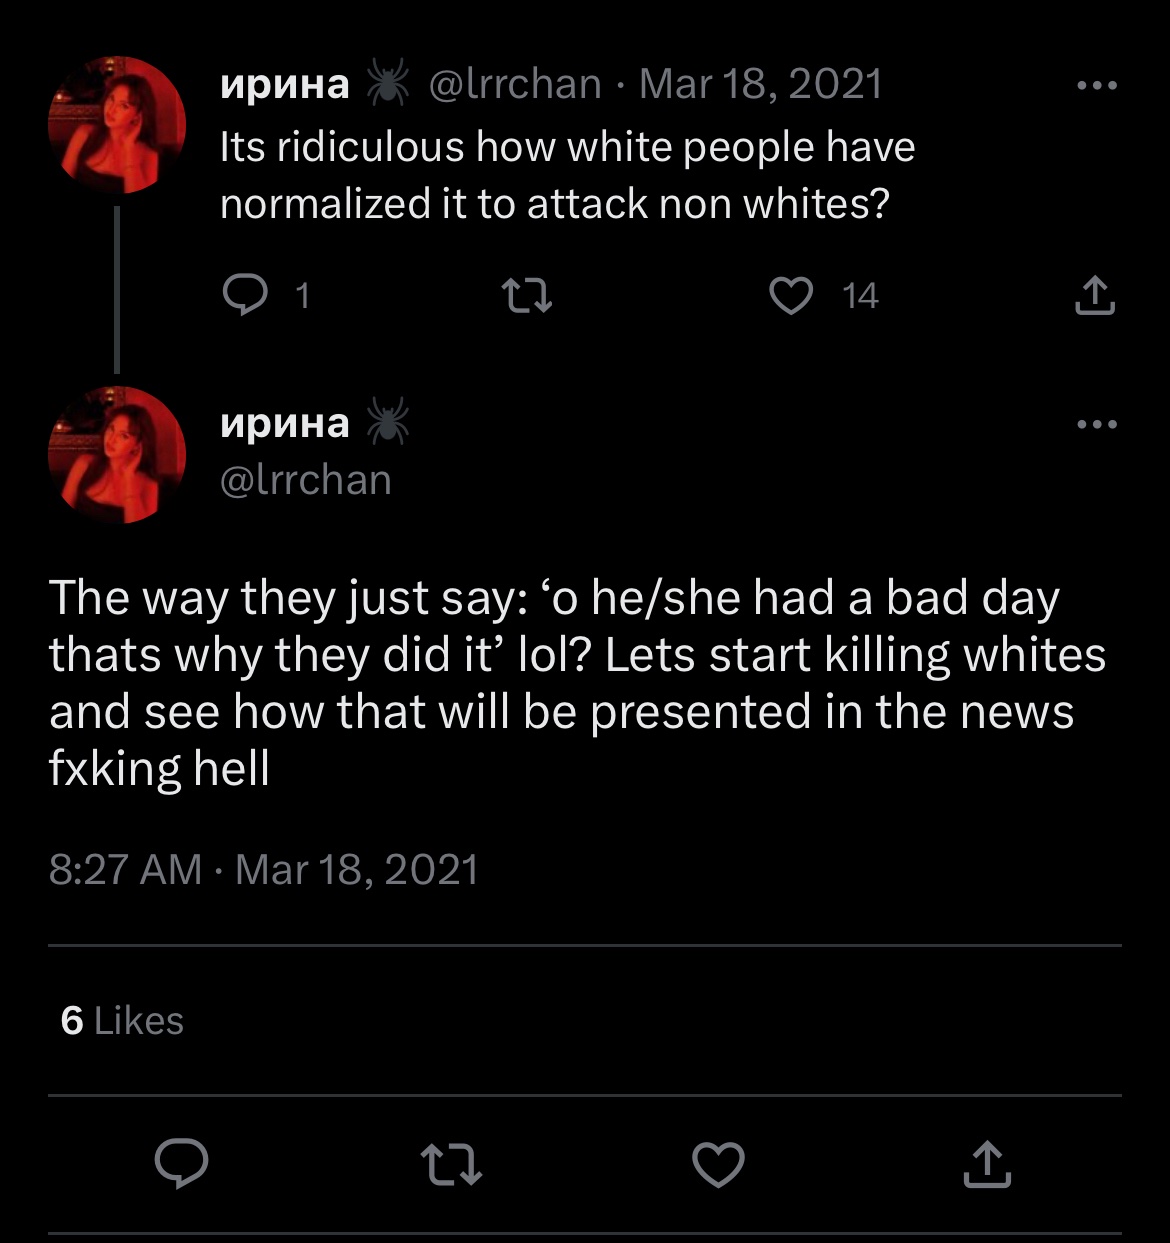 ирина 🕷 @lrrchan · Mar 18, 2021
Its ridiculous how white people have
normalized it to attack non whites?
1 14
ирина 🕷
@lrrchan
The way they just say: ‘o he/she had a bad day
thats why they did it’ lol? Lets start killing whites
and see how that will be presented in the news
fxking hell
8:27 AM · Mar 18, 2021
6 Likes